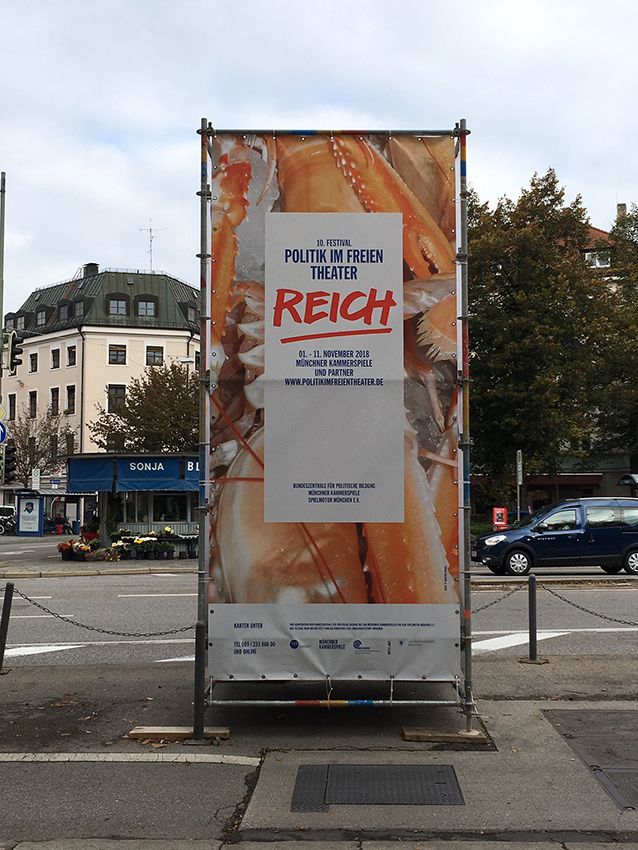 10. FESTIVAL
POLITIK IM FREIEN
THEATER
REICH
01. - 11. NOVEMBER 2018
MÜNCHNER KAMMERSPIELE
UND PARTNER
WWW.POLITIKIMFREIENTHEATER.DE
BUNDESZENTRALE FÜR POLITISCHE BILDUNG
MÜNCHNER KAMMERSPIELE
SPIELMOTOR MÜNCHEN E.V.
KARTEN UNTER
TEL 089 / 233 966 00
UND ONLINE
MÜNCHNER
KAMMERSPIELE
SONJA
BL